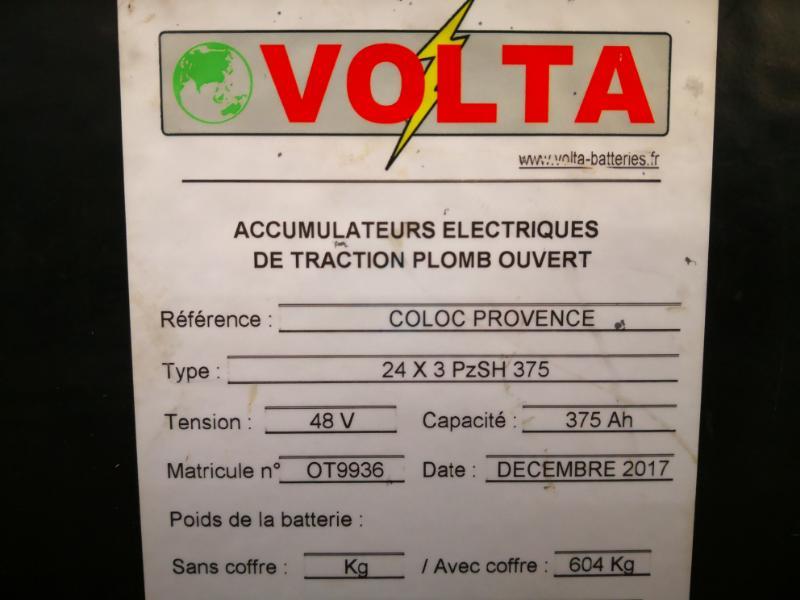 VOLTA
www.volta-batteries.fr
ACCUMULATEURS ELECTRIQUES
DE TRACTION PLOMB OUVERT
Référence : COLOC PROVENCE
Type : 24 X 3 PzSH 375
Tension : 48 V Capacité : 375 Ah
Matricule n° OT9936 Date : DECEMBRE 2017
Poids de la batterie :
Sans coffre : Kg / Avec coffre : 604 Kg